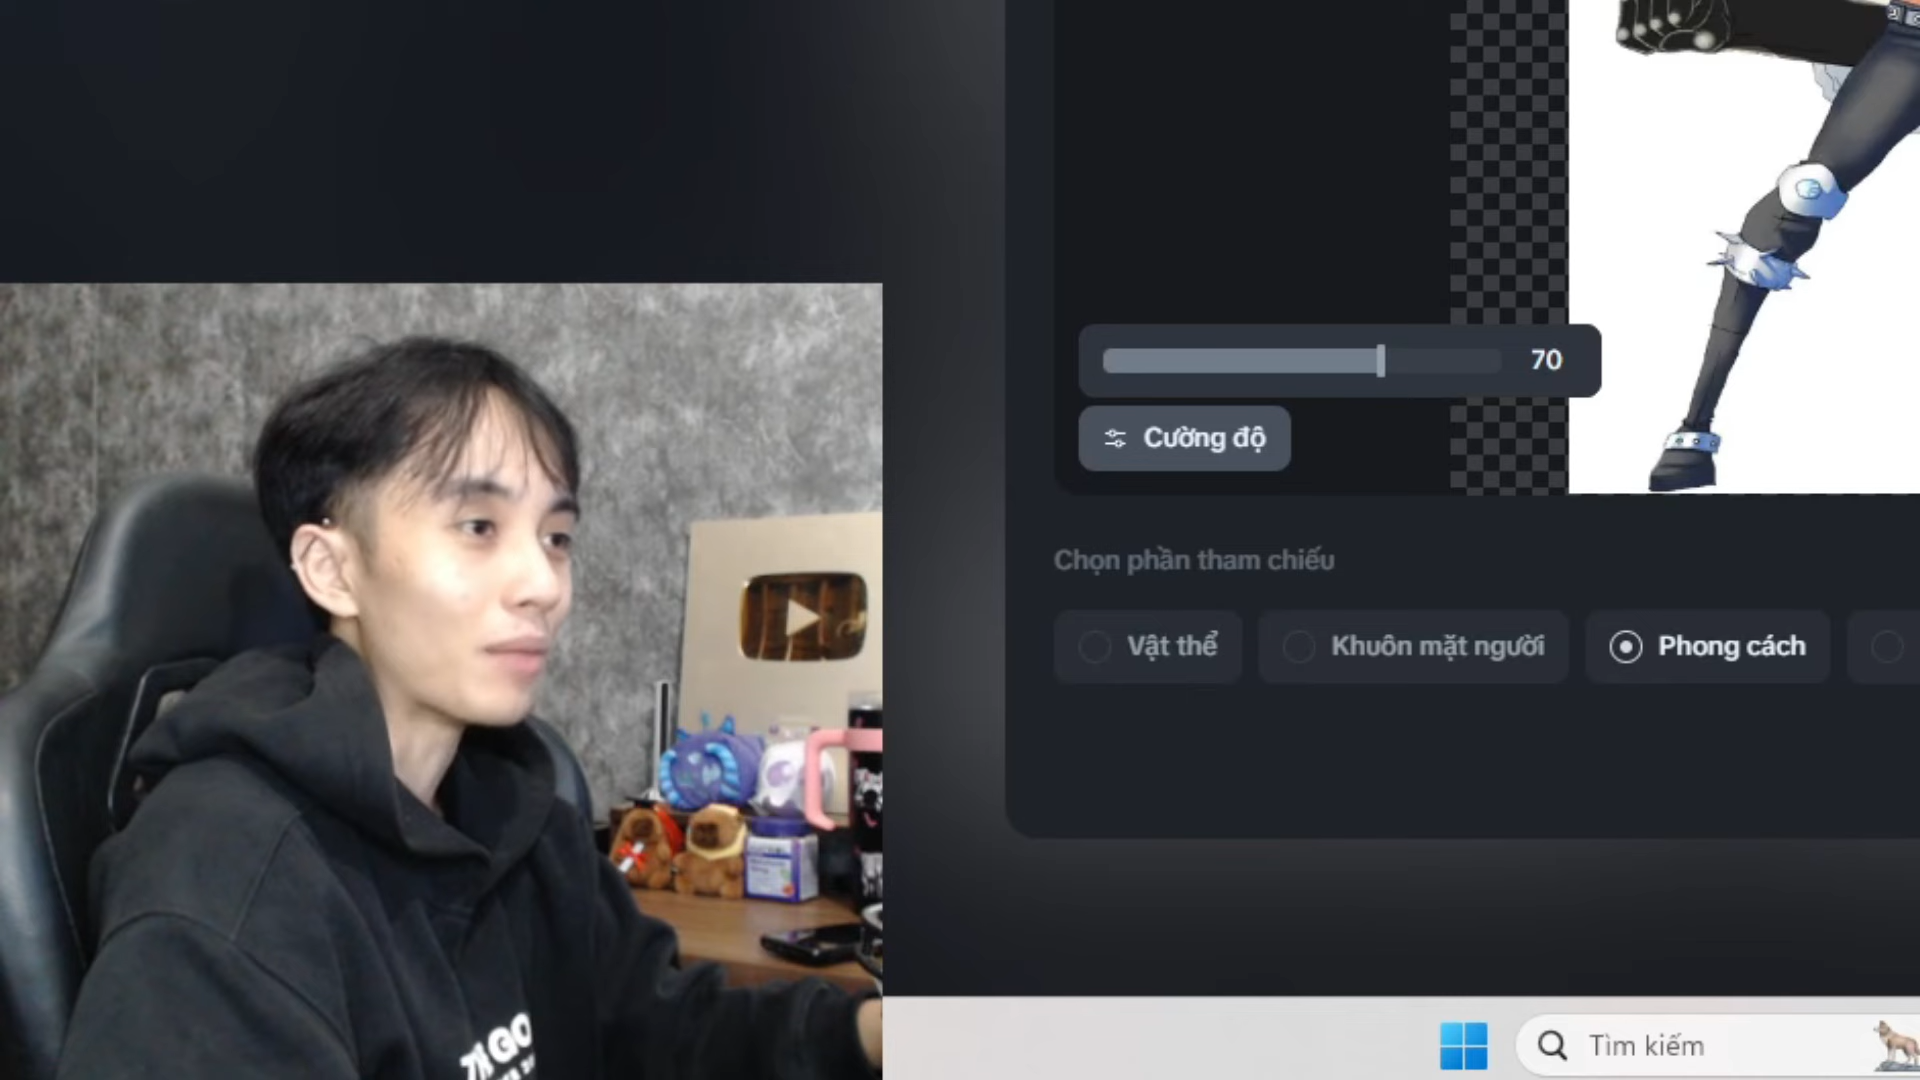 70
Cường độ
Chọn phần tham chiếu
Vật thể
Khuôn mặt người
Phong cách
Tìm kiếm